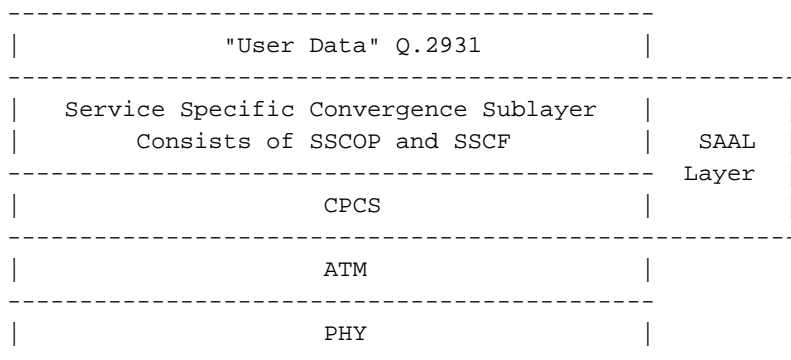 "User Data" Q.2931
Service Specific Convergence Sublayer
Consists of SSCOP and SSCF
SAAL
Layer
CPCS
ATM
PHY